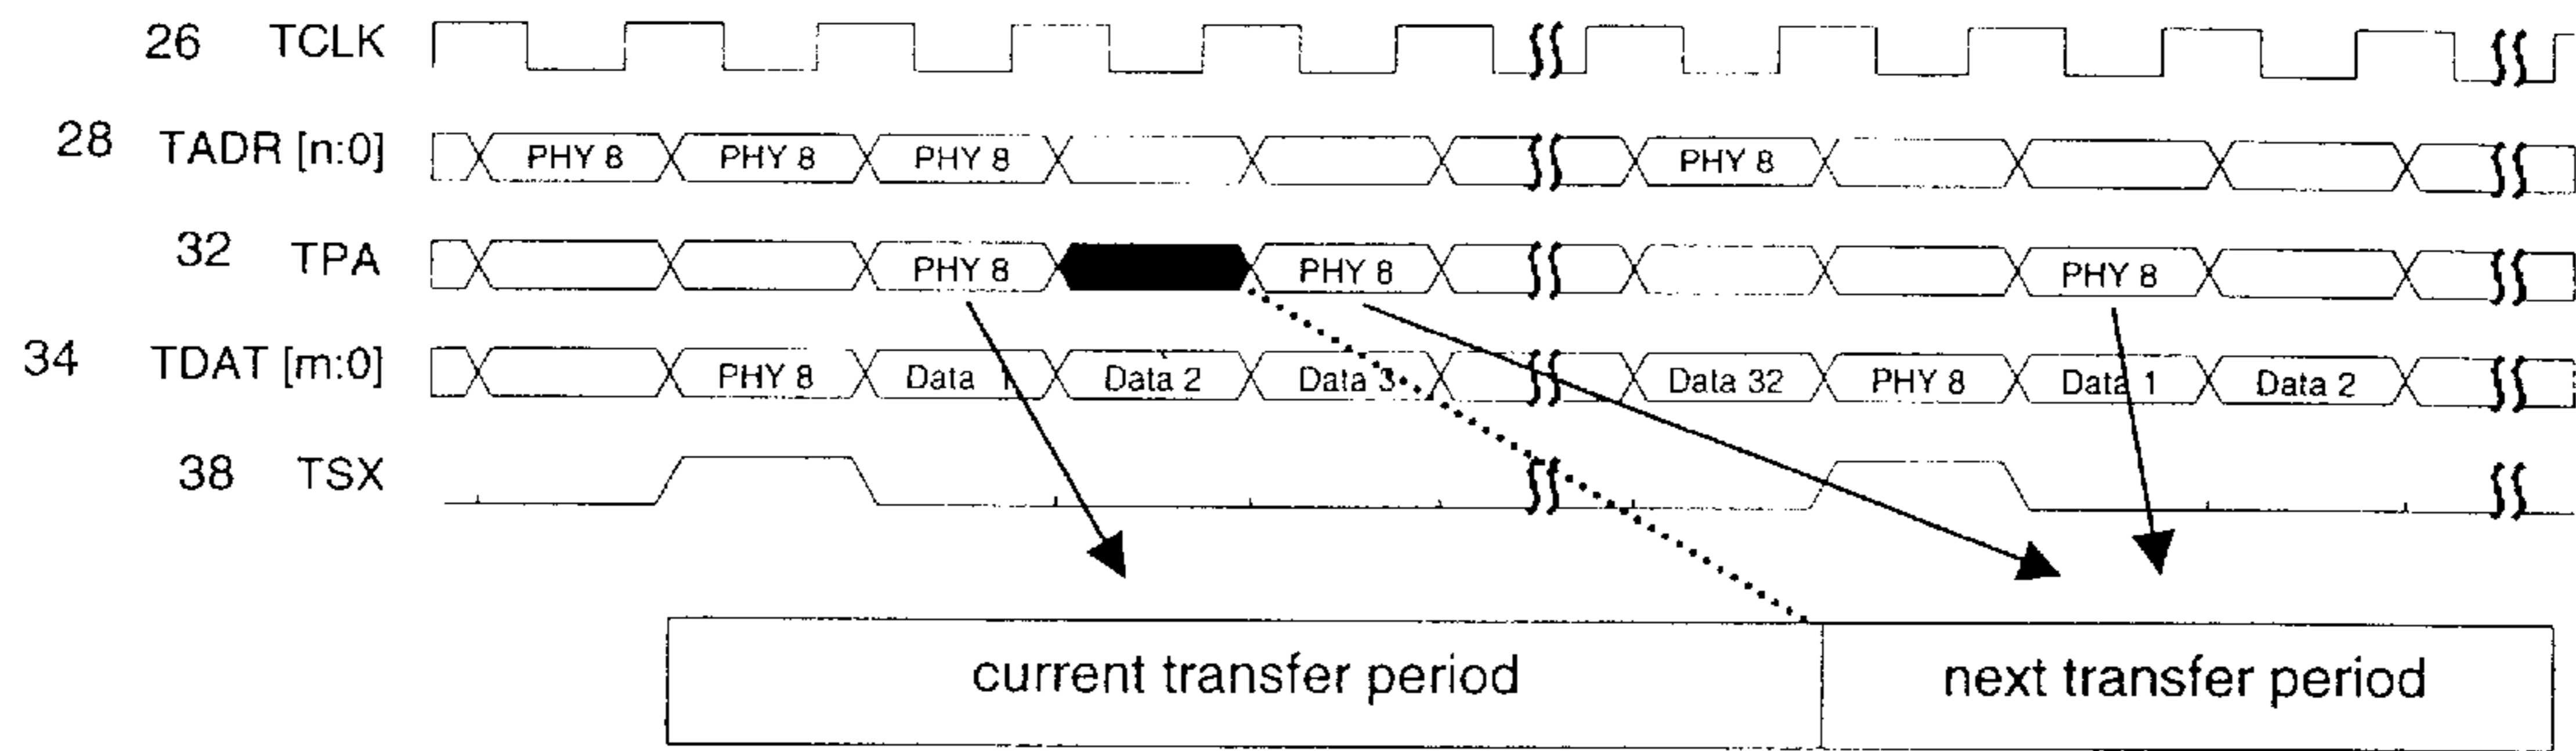 26 TCLK
28 TADR [n:0] PHY 8 PHY 8 PHY 8 PHY 8
32 TPA PHY 8 PHY 8 PHY 8
34 TDAT [m:0] PHY 8 Data 1 Data 2 Data 3 Data 32 PHY 8 Data 1 Data 2
38 TSX
current transfer period next transfer period